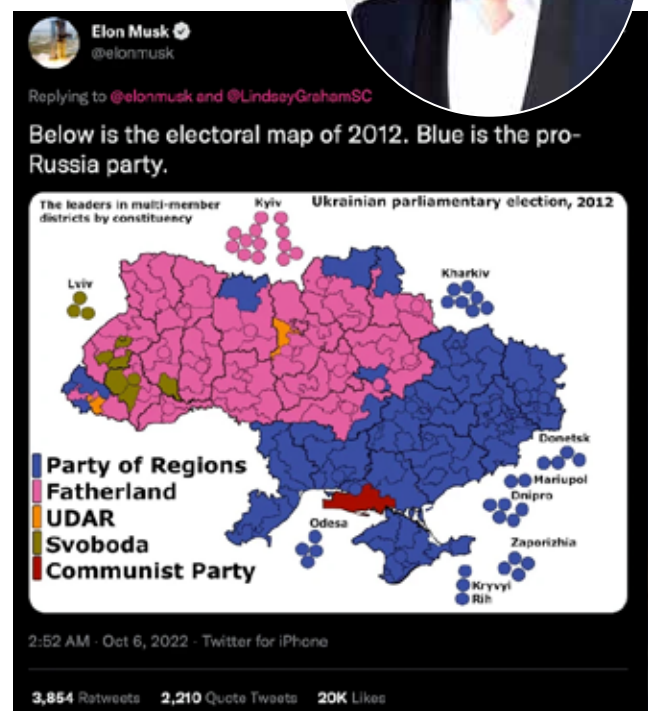 Elon Musk
@elonmusk
Replying to @elonmusk and @LindseyGrahamSC
Below is the electoral map of 2012. Blue is the pro-
Russia party.
The leaders in multi-member
districts by constituency
Kyiv
Ukrainian parliamentary election, 2012
Lviv
Kharkiv
Donetsk
Mariupol
Dnipro
Zaporizhia
Odesa
Kryvyi
Rih
Party of Regions
Fatherland
UDAR
Svoboda
Communist Party
2:52 AM · Oct 6, 2022 · Twitter for iPhone
3,854 Retweets 2,210 Quote Tweets 20K Likes